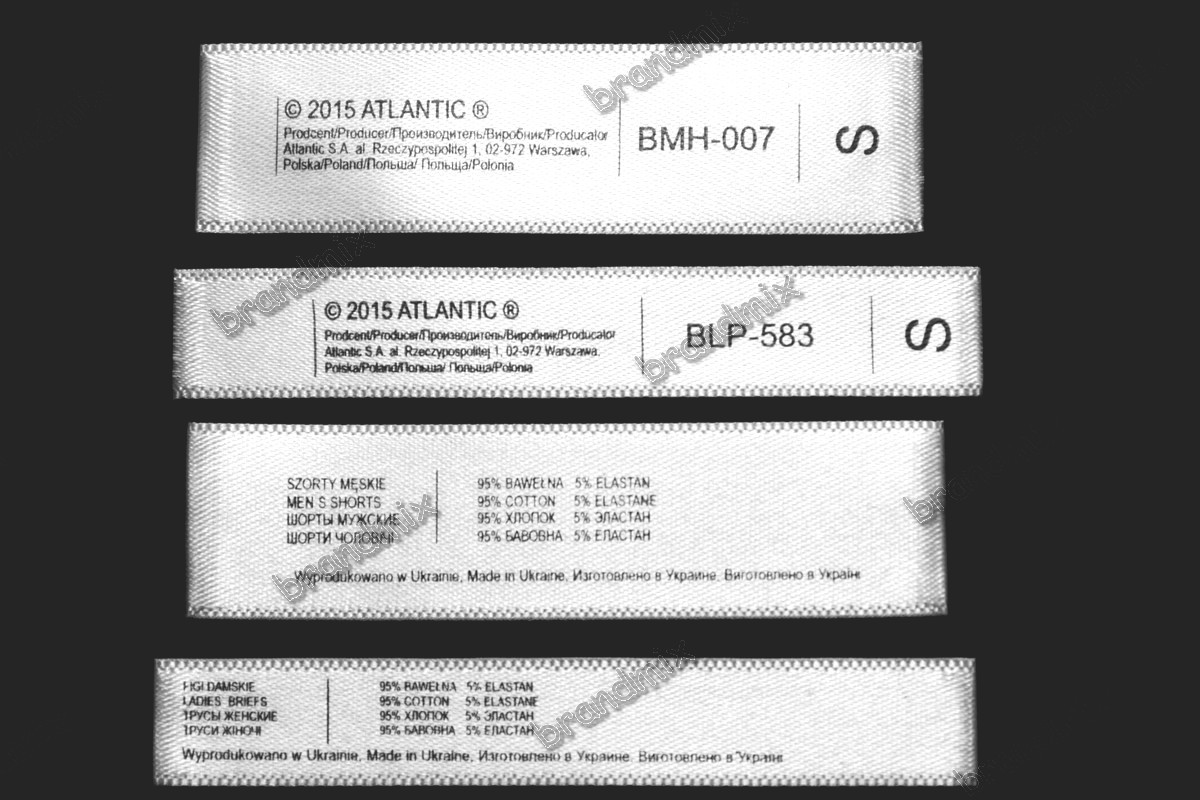 © 2015 ATLANTIC ®
Prodcent/Producer/Производитель/Виробник/Producator
Atlantic S.A. al. Rzeczypospolitej 1, 02-972 Warszawa,
Polska/Poland/Польша/ Польща/Polonia
BMH-007
S
© 2015 ATLANTIC ®
Prodcent/Producer/Производитель/Виробник/Producator
Atlantic S.A. al. Rzeczypospolitej 1, 02-972 Warszawa,
Polska/Poland/Польша/ Польща/Polonia
BLP-583
S
SZORTY MĘSKIE 95% BAWEŁNA 5% ELASTAN
MEN S SHORTS 95% COTTON 5% ELASTANE
ШОРТЫ МУЖСКИЕ 95% ХЛОПОК 5% ЭЛАСТАН
ШОРТИ ЧОЛОВІЧІ 95% БАВОВНА 5% ЕЛАСТАН
Wyprodukowano w Ukrainie, Made in Ukraine, Изготовлено в Украине, Виготовлено в Україні
FIGI DAMSKIE 95% BAWEŁNA 5% ELASTAN
LADIES BRIEFS 95% COTTON 5% ELASTANE
ТРУСЫ ЖЕНСКИЕ 95% ХЛОПОК 5% ЭЛАСТАН
ТРУСИ ЖІНОЧІ 95% БАВОВНА 5% ЕЛАСТАН
Wyprodukowano w Ukrainie, Made in Ukraine, Изготовлено в Украине, Виготовлено в Україні
brandmix
brandmix
brandmix
brandmix
brandmix